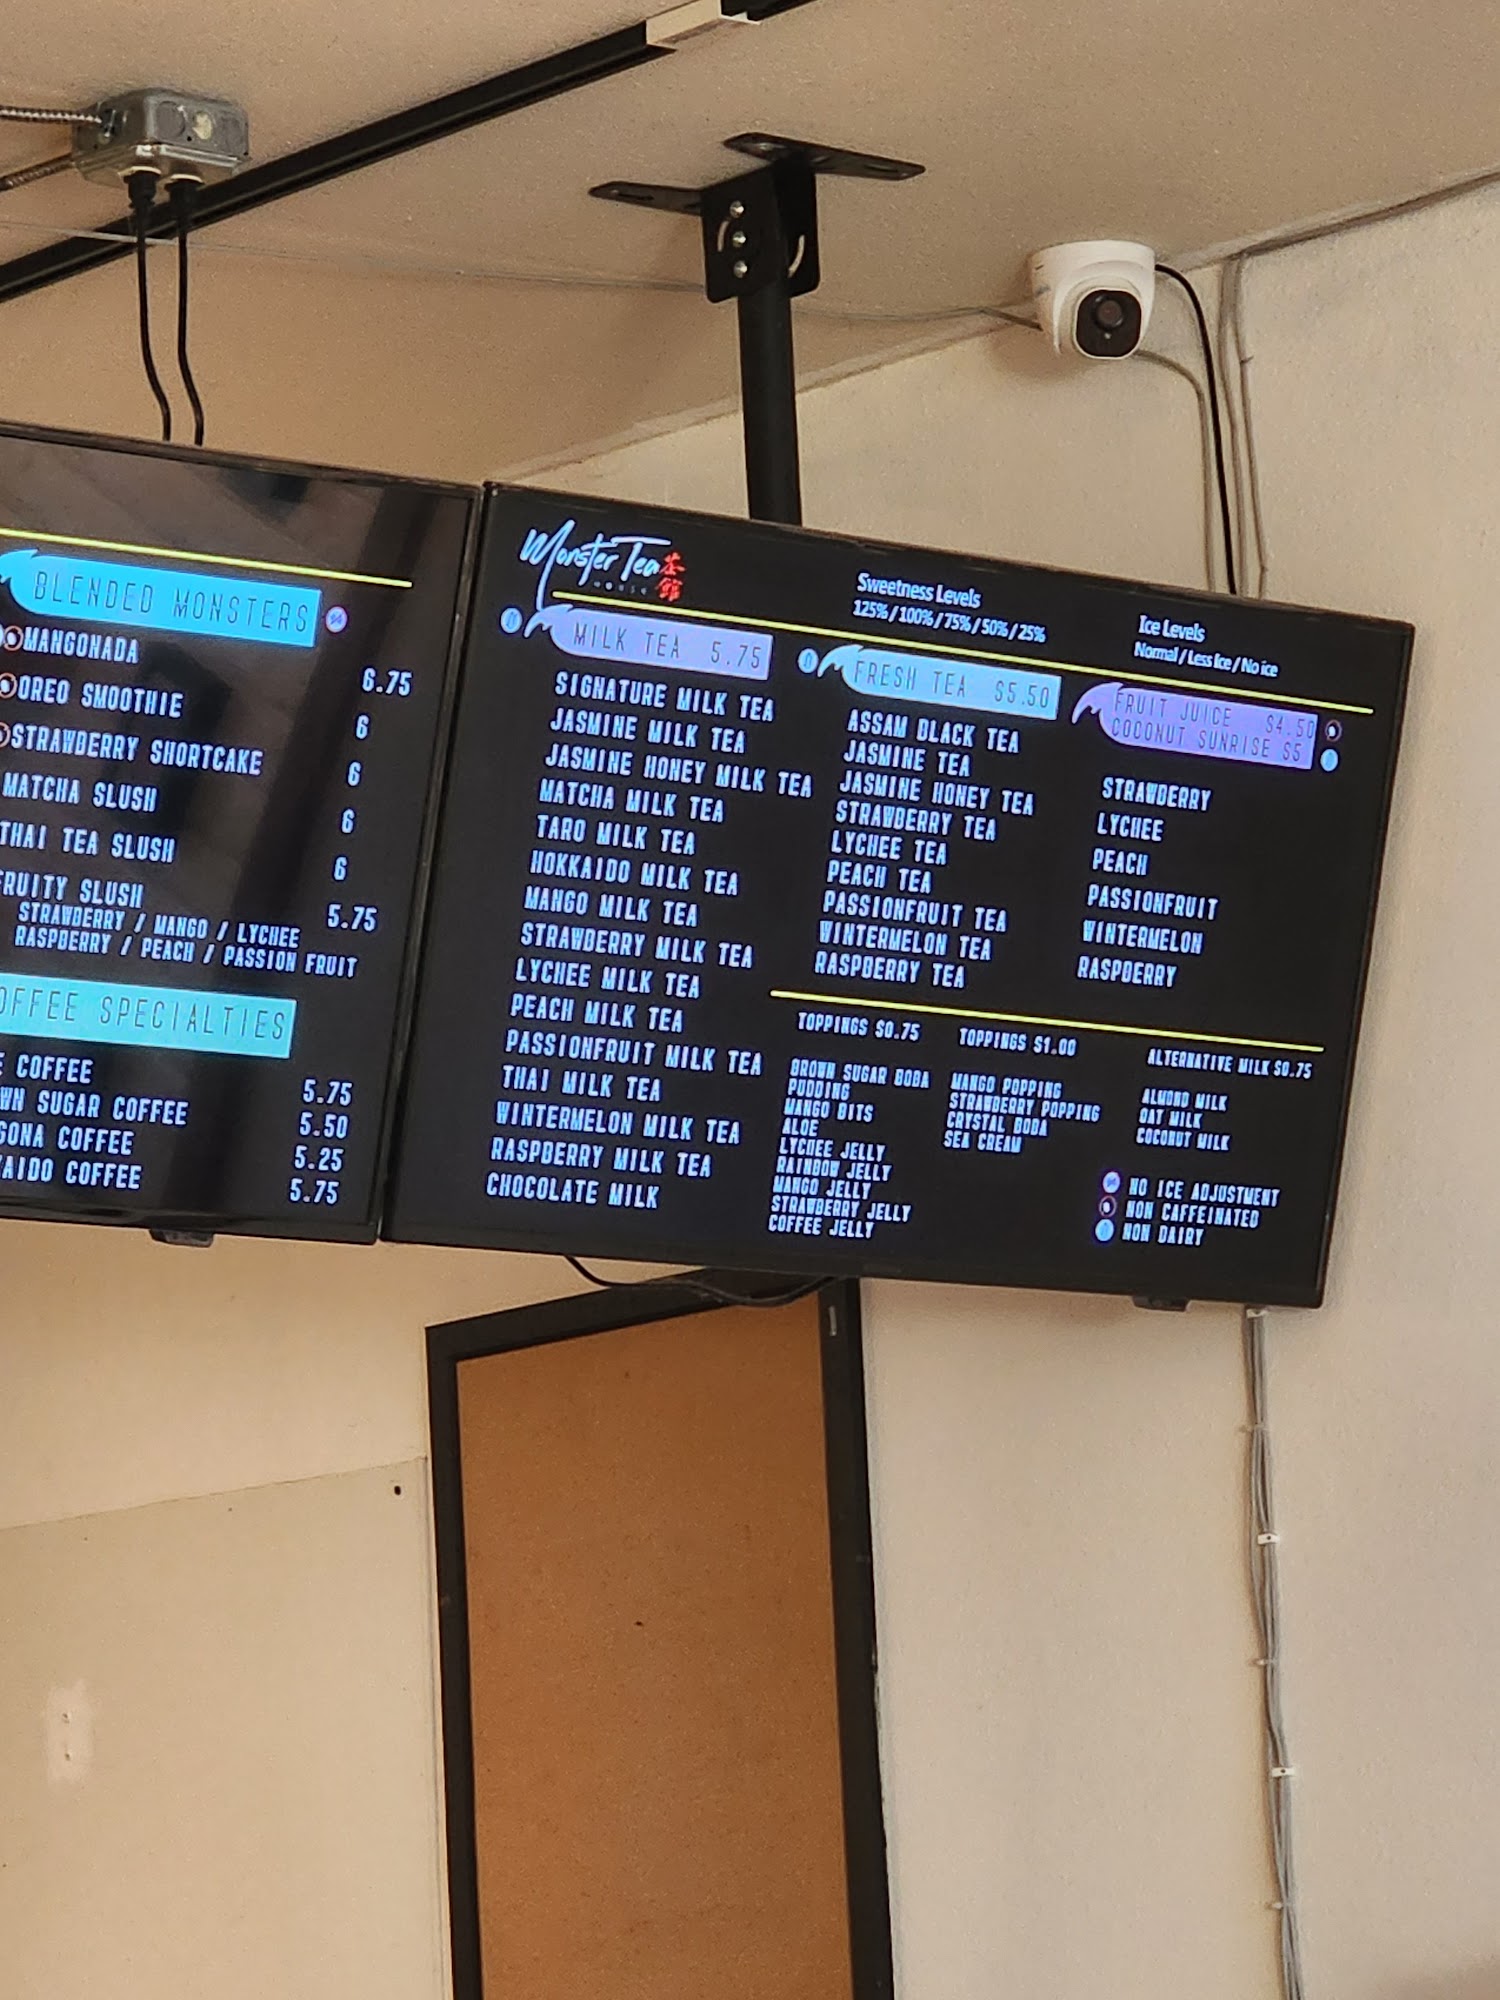 BLENDED MONSTERS
MANGONADA 6.75
OREO SMOOTHIE 6
STRAWBERRY SHORTCAKE 6
MATCHA SLUSH 6
THAI TEA SLUSH 6
FRUITY SLUSH 5.75
STRAWBERRY / MANGO / LYCHEE
RASPBERRY / PEACH / PASSION FRUIT
SPECIALTIES
COFFEE 5.75
SUGAR COFFEE 5.50
COFFEE 5.25
COFFEE 5.75
Monster Tea 茶館
HOUSE
Sweetness Levels
125% / 100% / 75% / 50% / 25%
Ice Levels
Normal / Less Ice / No ice
MILK TEA 5.75
SIGNATURE MILK TEA
JASMINE MILK TEA
JASMINE HONEY MILK TEA
MATCHA MILK TEA
TARO MILK TEA
HOKKAIDO MILK TEA
MANGO MILK TEA
STRAWBERRY MILK TEA
LYCHEE MILK TEA
PEACH MILK TEA
PASSIONFRUIT MILK TEA
THAI MILK TEA
WINTERMELON MILK TEA
RASPBERRY MILK TEA
CHOCOLATE MILK
FRESH TEA $5.50
ASSAM BLACK TEA
JASMINE TEA
JASMINE HONEY TEA
STRAWBERRY TEA
LYCHEE TEA
PEACH TEA
PASSIONFRUIT TEA
WINTERMELON TEA
RASPBERRY TEA
FRUIT JUICE $4.50
COCONUT SUNRISE $5
STRAWBERRY
LYCHEE
PEACH
PASSIONFRUIT
WINTERMELON
RASPBERRY
TOPPINGS $0.75
BROWN SUGAR BOBA
PUDDING
MANGO BITS
ALOE
LYCHEE JELLY
RAINBOW JELLY
MANGO JELLY
STRAWBERRY JELLY
COFFEE JELLY
TOPPINGS $1.00
MANGO POPPING
STRAWBERRY POPPING
CRYSTAL BOBA
SEA CREAM
ALTERNATIVE MILK $0.75
ALMOND MILK
OAT MILK
COCONUT MILK
NO ICE ADJUSTMENT
NON CAFFEINATED
NON DAIRY